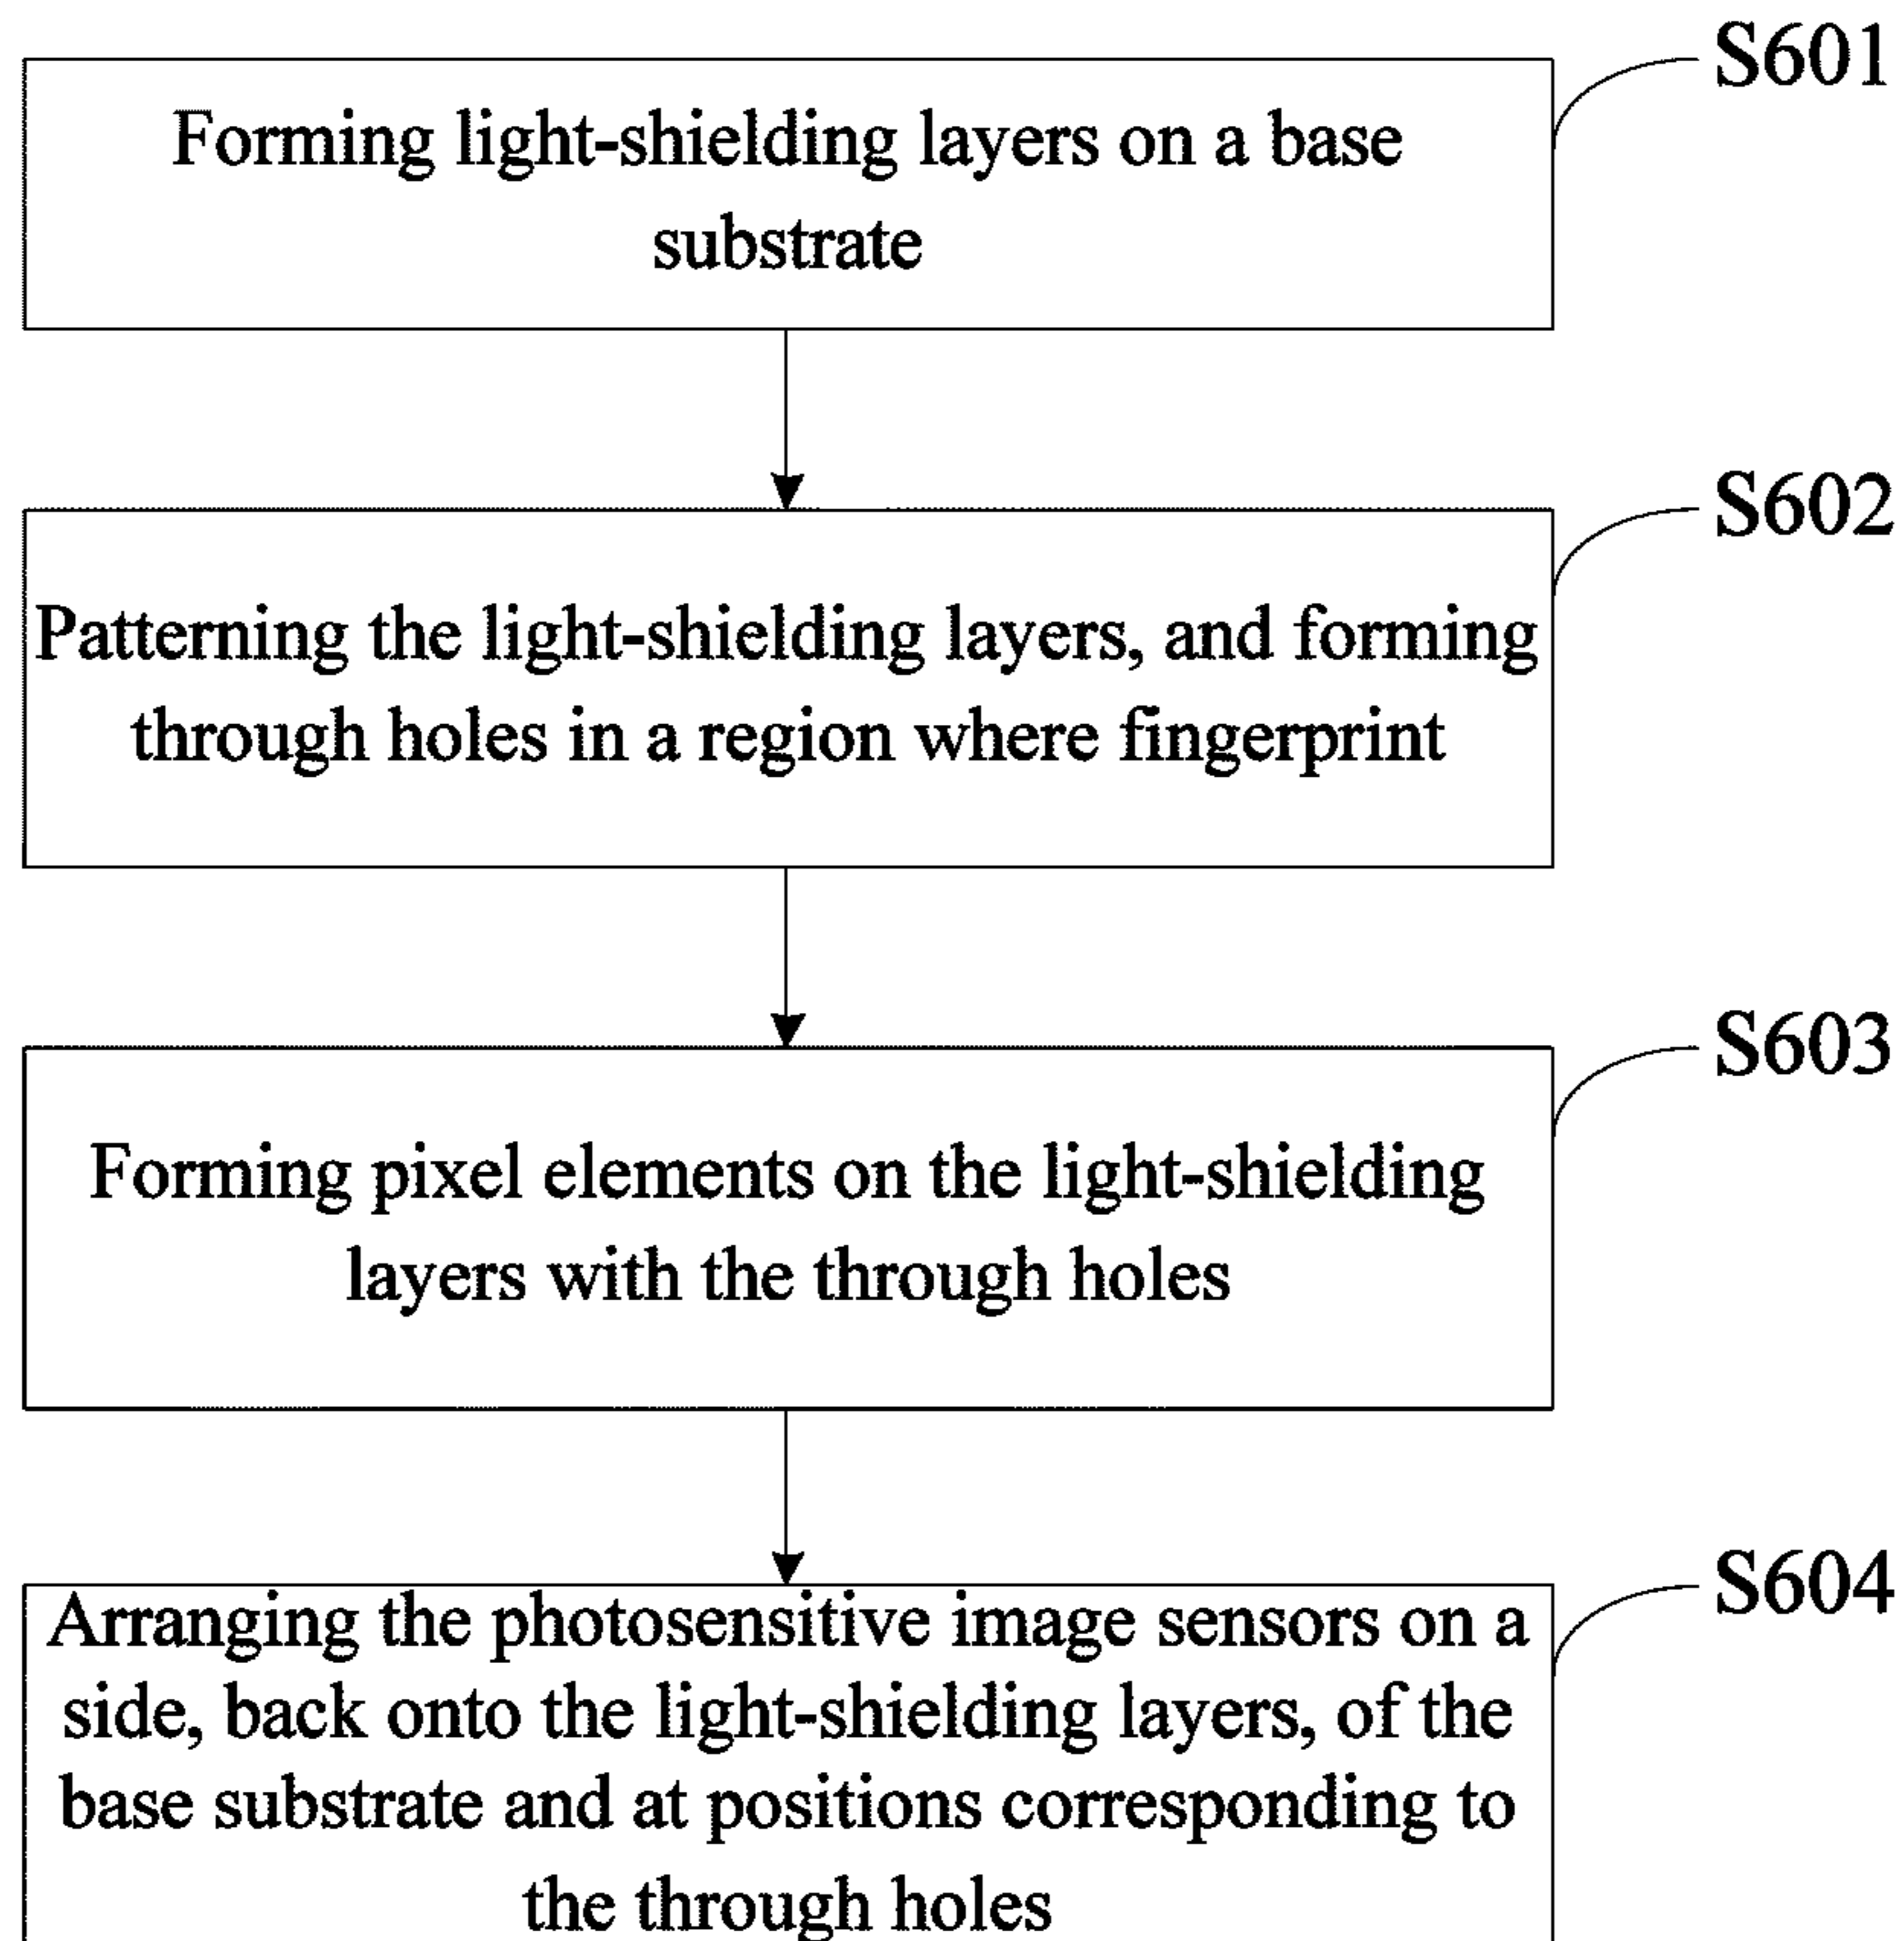 S601
Forming light-shielding layers on a base
substrate
S602
Patterning the light-shielding layers, and forming
through holes in a region where fingerprint
S603
Forming pixel elements on the light-shielding
layers with the through holes
S604
Arranging the photosensitive image sensors on a
side, back onto the light-shielding layers, of the
base substrate and at positions corresponding to
the through holes